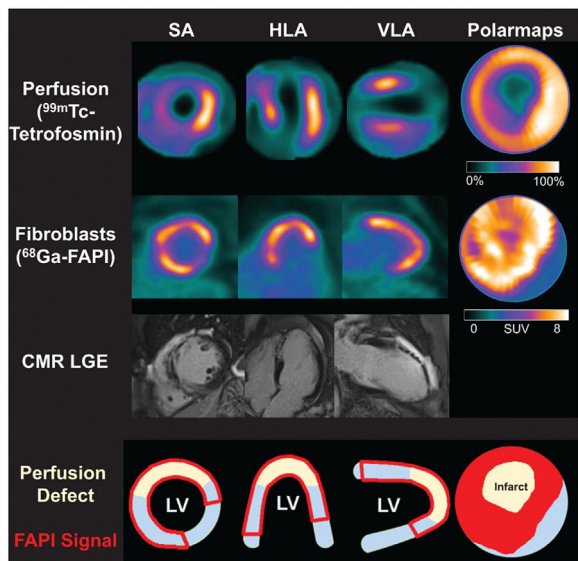 SA HLA VLA Polarmaps
Perfusion
(99mTc-
Tetrofosmin)
0% 100%
Fibroblasts
(68Ga-FAPI)
0 SUV 8
CMR LGE
Perfusion
Defect
FAPI Signal
LV LV LV Infarct